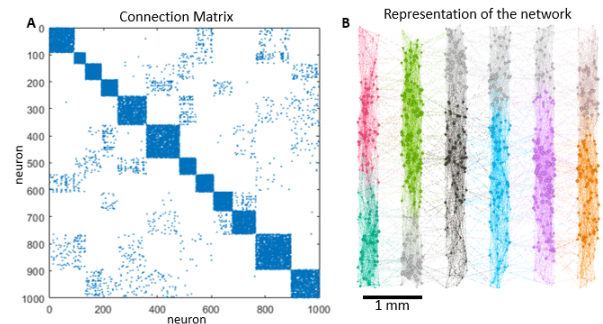 A
Connection Matrix
0
100
200
300
400
500
600
700
800
900
1000
neuron
0 200 400 600 800 1000
neuron
B
Representation of the network
1 mm